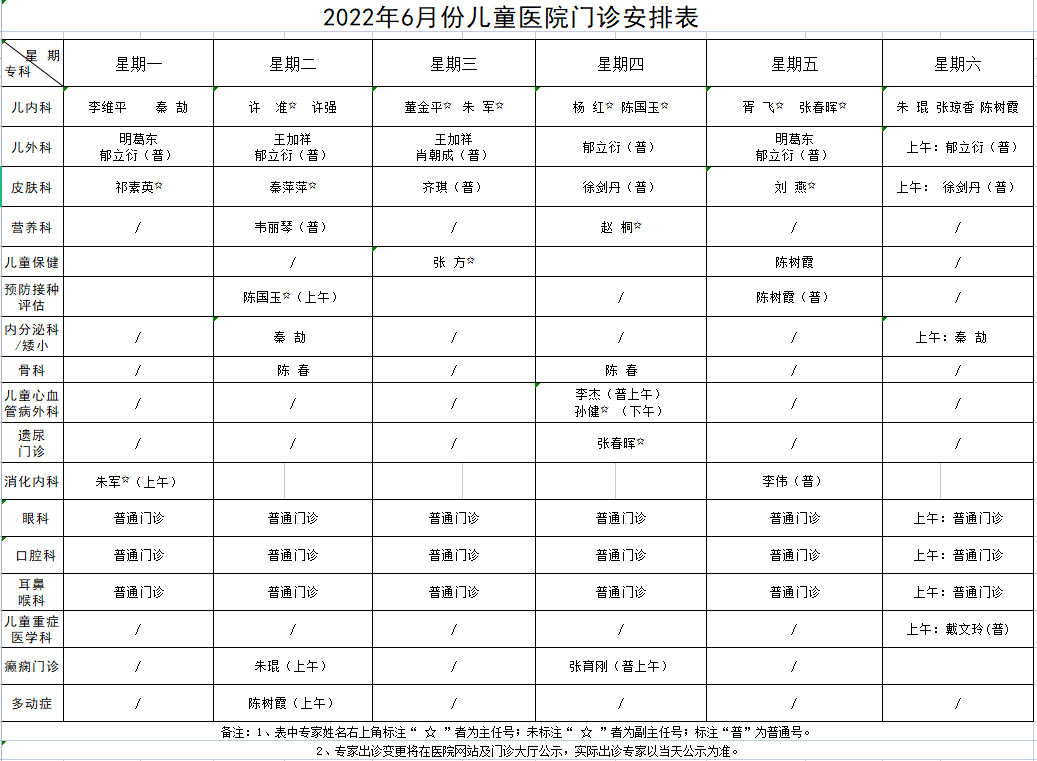 2022年6月份儿童医院门诊安排表
星 期
专科
星期一 星期二 星期三 星期四 星期五 星期六
儿内科 李维平 秦 劼 许 准☆ 许强 董金平☆ 朱 军☆ 杨 红☆ 陈国玉☆ 胥 飞☆ 张春晖☆ 朱 琨 张琼香 陈树霞
儿外科 明葛东 郁立衍（普） 王加祥 郁立衍（普） 王加祥 肖朝成（普） 郁立衍（普） 明葛东 郁立衍（普） 上午：郁立衍（普）
皮肤科 祁素英☆ 秦萍萍☆ 齐琪（普） 徐剑丹（普） 刘 燕☆ 上午： 徐剑丹（普）
营养科 / 韦丽琴（普） / 赵 桐☆ / /
儿童保健 / 张 方☆ 陈树霞 /
预防接种
评估 陈国玉☆（上午） / 陈树霞（普） /
内分泌科
/矮小 / 秦 劼 / / / 上午：秦 劼
骨科 / 陈 春 / 陈 春 / /
儿童心血
管病外科 / / / 李杰（普上午） 孙健☆ （下午） / /
遗尿
门诊 / / / 张春晖☆ / /
消化内科 朱军☆（上午） 李伟（普）
眼科 普通门诊 普通门诊 普通门诊 普通门诊 普通门诊 上午：普通门诊
口腔科 普通门诊 普通门诊 普通门诊 普通门诊 普通门诊 上午：普通门诊
耳鼻
喉科 普通门诊 普通门诊 普通门诊 普通门诊 普通门诊 上午：普通门诊
儿童重症
医学科 / / / / / 上午：戴文玲(普)
癫痫门诊 / 朱琨（上午） / 张育刚（普上午） /
多动症 / 陈树霞（上午） / / / /
备注：1、表中专家姓名右上角标注“ ☆ ”者为主任号；未标注“ ☆ ”者为副主任号；标注“普”为普通号。
2、专家出诊变更将在医院网站及门诊大厅公示，实际出诊专家以当天公示为准。